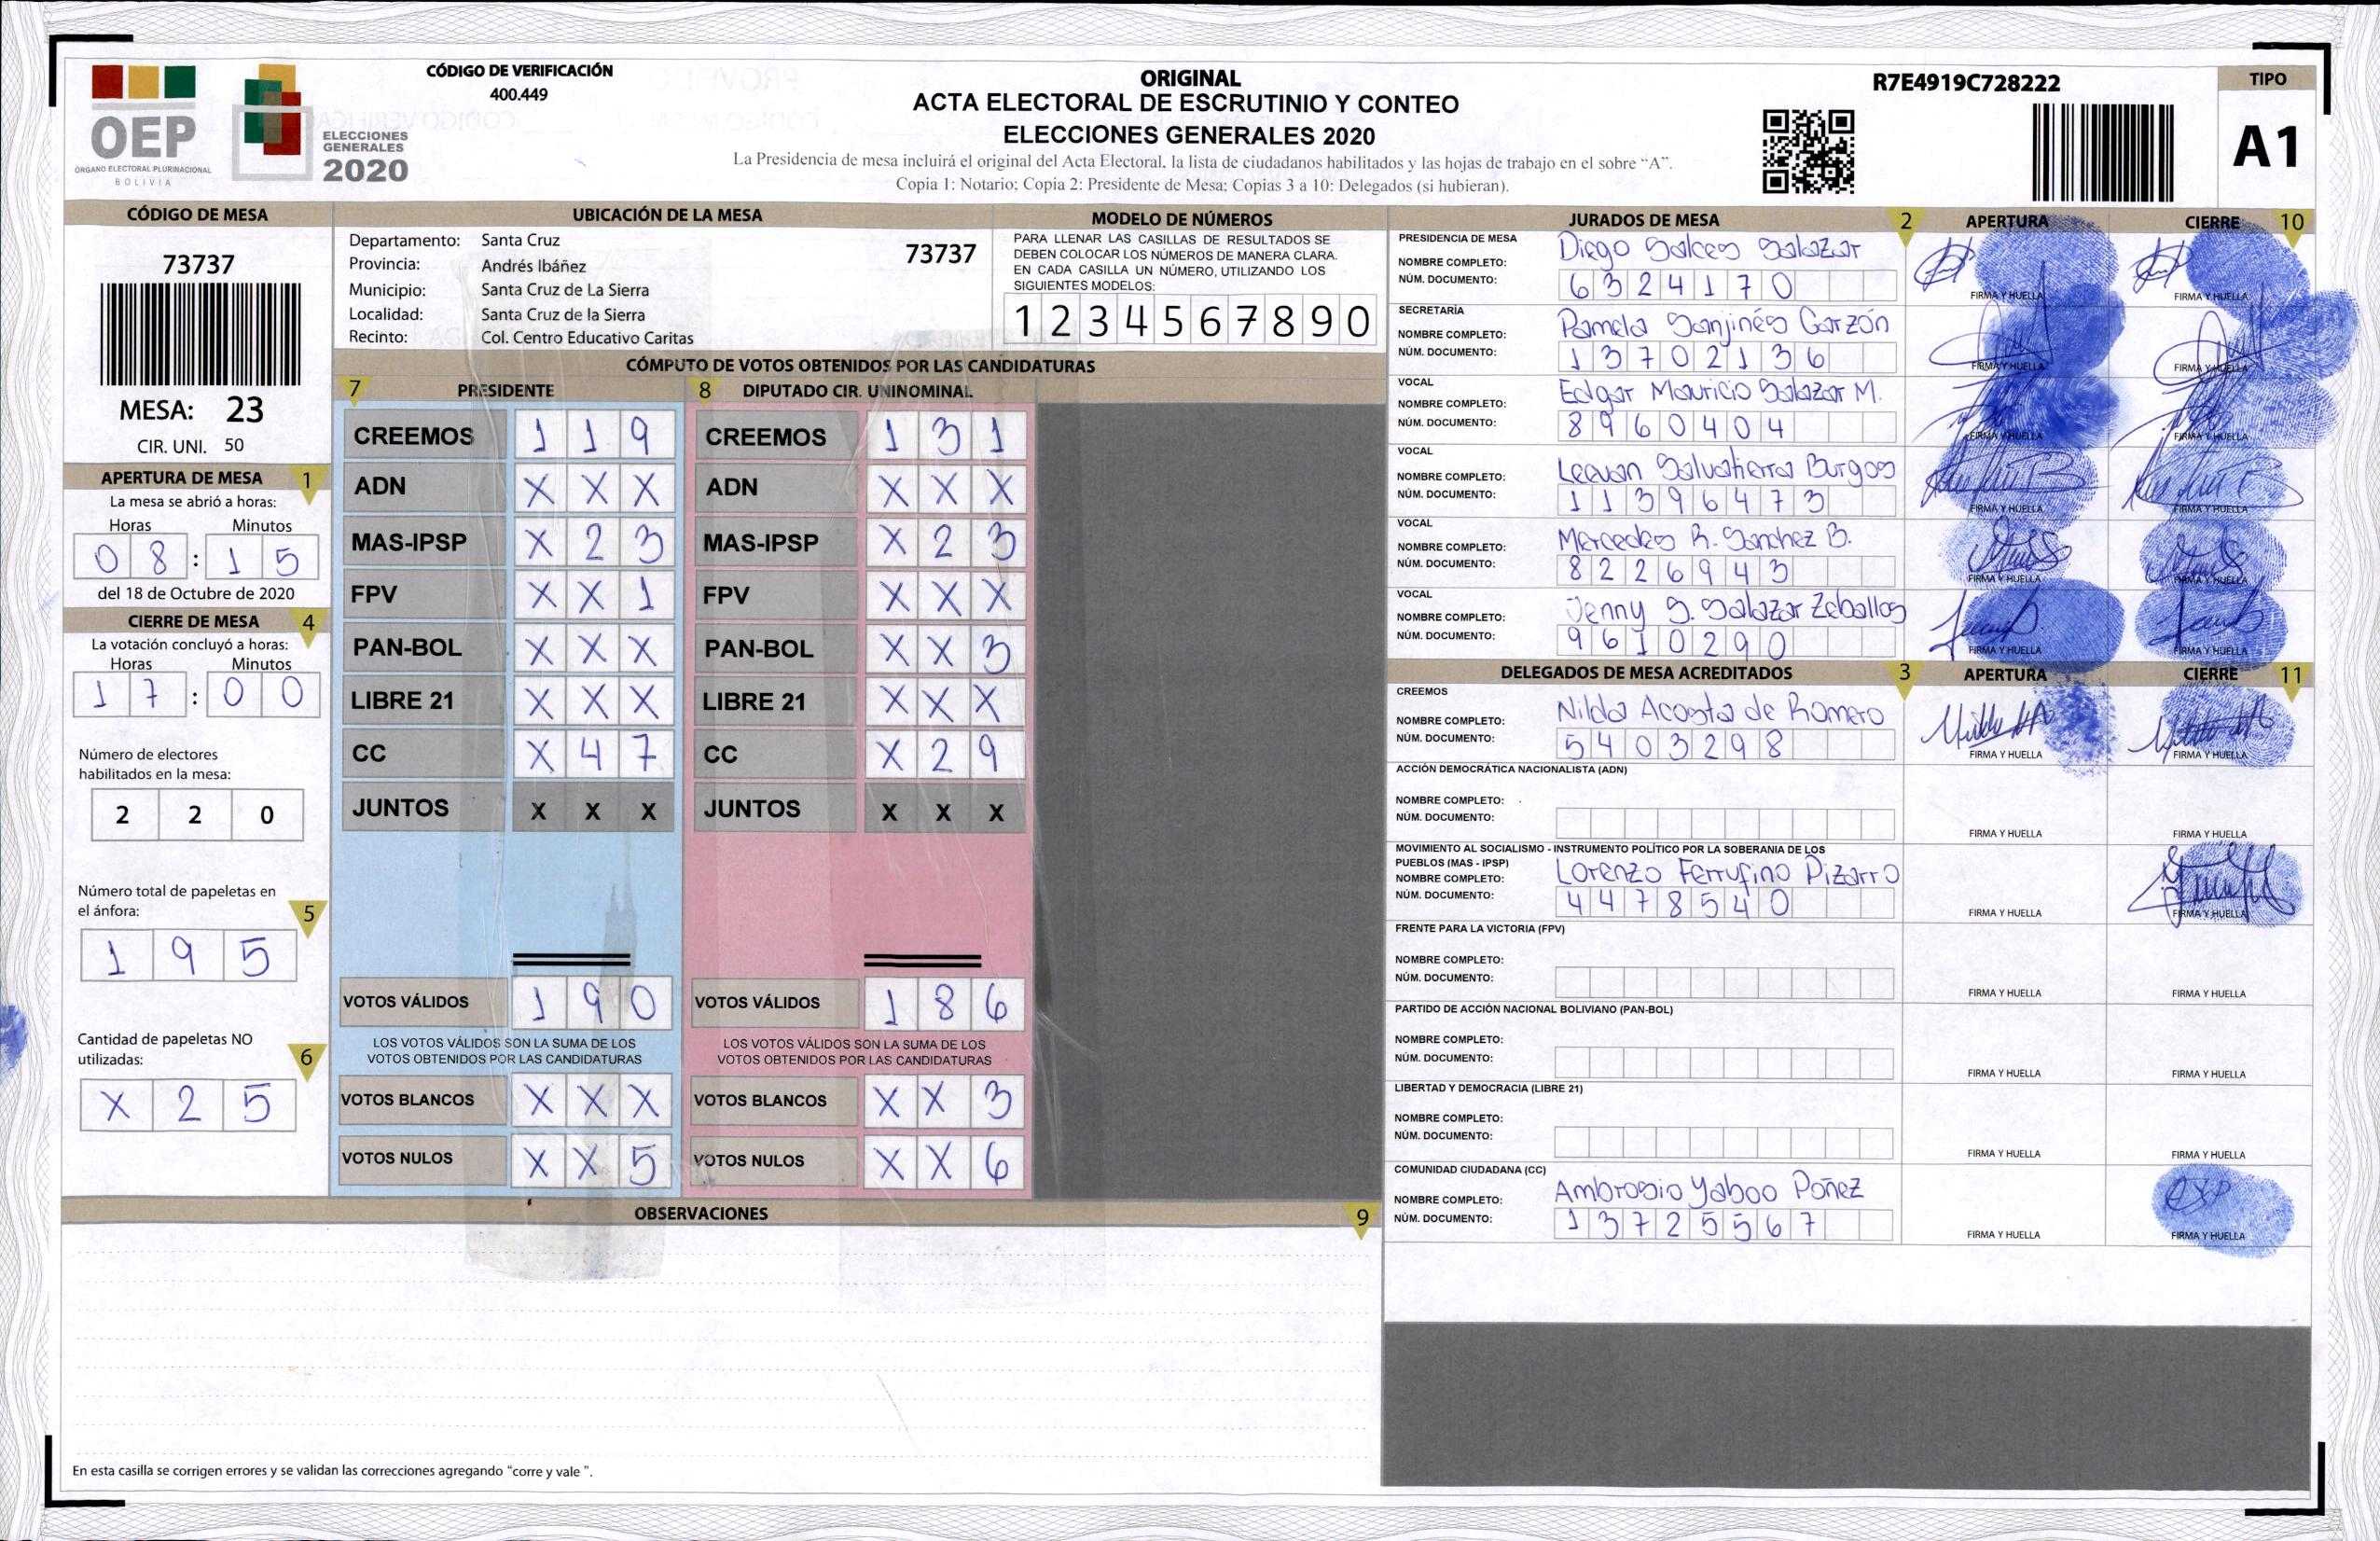 CÓDIGO DE VERIFICACIÓN
400.449
OEP
ÓRGANO ELECTORAL PLURINACIONAL
BOLIVIA
ELECCIONES
GENERALES
2020
ORIGINAL
ACTA ELECTORAL DE ESCRUTINIO Y CONTEO
ELECCIONES GENERALES 2020
La Presidencia de mesa incluirá el original del Acta Electoral, la lista de ciudadanos habilitados y las hojas de trabajo en el sobre “A”.
Copia 1: Notario; Copia 2: Presidente de Mesa; Copias 3 a 10: Delegados (si hubieran).
R7E4919C728222
TIPO
A1
CÓDIGO DE MESA
73737
MESA: 23
CIR. UNI. 50
APERTURA DE MESA 1
La mesa se abrió a horas:
Horas Minutos
0 8 : 1 5
del 18 de Octubre de 2020
CIERRE DE MESA 4
La votación concluyó a horas:
Horas Minutos
1 7 : 0 0
Número de electores
habilitados en la mesa:
2 2 0
Número total de papeletas en
el ánfora: 5
1 9 5
Cantidad de papeletas NO
utilizadas: 6
X 2 5
UBICACIÓN DE LA MESA
Departamento: Santa Cruz 73737
Provincia: Andrés Ibáñez
Municipio: Santa Cruz de La Sierra
Localidad: Santa Cruz de la Sierra
Recinto: Col. Centro Educativo Caritas
MODELO DE NÚMEROS
PARA LLENAR LAS CASILLAS DE RESULTADOS SE
DEBEN COLOCAR LOS NÚMEROS DE MANERA CLARA.
EN CADA CASILLA UN NÚMERO, UTILIZANDO LOS
SIGUIENTES MODELOS:
1 2 3 4 5 6 7 8 9 0
CÓMPUTO DE VOTOS OBTENIDOS POR LAS CANDIDATURAS
7 PRESIDENTE
CREEMOS 1 1 9
ADN X X X
MAS-IPSP X 2 3
FPV X X 1
PAN-BOL X X X
LIBRE 21 X X X
CC X 4 7
JUNTOS X X X
VOTOS VÁLIDOS 1 9 0
LOS VOTOS VÁLIDOS SON LA SUMA DE LOS
VOTOS OBTENIDOS POR LAS CANDIDATURAS
VOTOS BLANCOS X X X
VOTOS NULOS X X 5
8 DIPUTADO CIR. UNINOMINAL
CREEMOS 1 3 1
ADN X X X
MAS-IPSP X 2 3
FPV X X X
PAN-BOL X X 3
LIBRE 21 X X X
CC X 2 9
JUNTOS X X X
VOTOS VÁLIDOS 1 8 6
LOS VOTOS VÁLIDOS SON LA SUMA DE LOS
VOTOS OBTENIDOS POR LAS CANDIDATURAS
VOTOS BLANCOS X X 3
VOTOS NULOS X X 6
OBSERVACIONES 9
En esta casilla se corrigen errores y se validan las correcciones agregando “corre y vale ”.
JURADOS DE MESA 2 APERTURA CIERRE 10
PRESIDENCIA DE MESA
NOMBRE COMPLETO: Diego Salces Salazar
NÚM. DOCUMENTO: 6 3 2 4 1 7 0
FIRMA Y HUELLA FIRMA Y HUELLA
SECRETARÍA
NOMBRE COMPLETO: Pamela Sanjinés Garzón
NÚM. DOCUMENTO: 1 3 7 0 2 1 3 6
FIRMA Y HUELLA FIRMA Y HUELLA
VOCAL
NOMBRE COMPLETO: Edgar Mauricio Salazar M.
NÚM. DOCUMENTO: 8 9 6 0 4 0 4
FIRMA Y HUELLA FIRMA Y HUELLA
VOCAL
NOMBRE COMPLETO: Leevan Salvatierra Burgos
NÚM. DOCUMENTO: 1 1 3 9 6 4 7 3
FIRMA Y HUELLA FIRMA Y HUELLA
VOCAL
NOMBRE COMPLETO: Mercedes R. Sanchez B.
NÚM. DOCUMENTO: 8 2 2 6 9 4 3
FIRMA Y HUELLA FIRMA Y HUELLA
VOCAL
NOMBRE COMPLETO: Jenny S. Salazar Zeballos
NÚM. DOCUMENTO: 9 6 1 0 2 9 0
FIRMA Y HUELLA FIRMA Y HUELLA
DELEGADOS DE MESA ACREDITADOS 3 APERTURA CIERRE 11
CREEMOS
NOMBRE COMPLETO: Nilda Acosta de Romero
NÚM. DOCUMENTO: 5 4 0 3 2 9 8
FIRMA Y HUELLA FIRMA Y HUELLA
ACCIÓN DEMOCRÁTICA NACIONALISTA (ADN)
NOMBRE COMPLETO:
NÚM. DOCUMENTO:
FIRMA Y HUELLA FIRMA Y HUELLA
MOVIMIENTO AL SOCIALISMO - INSTRUMENTO POLÍTICO POR LA SOBERANIA DE LOS
PUEBLOS (MAS - IPSP)
NOMBRE COMPLETO: Lorenzo Ferrufino Pizarro
NÚM. DOCUMENTO: 4 4 7 8 5 4 0
FIRMA Y HUELLA FIRMA Y HUELLA
FRENTE PARA LA VICTORIA (FPV)
NOMBRE COMPLETO:
NÚM. DOCUMENTO:
FIRMA Y HUELLA FIRMA Y HUELLA
PARTIDO DE ACCIÓN NACIONAL BOLIVIANO (PAN-BOL)
NOMBRE COMPLETO:
NÚM. DOCUMENTO:
FIRMA Y HUELLA FIRMA Y HUELLA
LIBERTAD Y DEMOCRACIA (LIBRE 21)
NOMBRE COMPLETO:
NÚM. DOCUMENTO:
FIRMA Y HUELLA FIRMA Y HUELLA
COMUNIDAD CIUDADANA (CC)
NOMBRE COMPLETO: Ambrosio Yaboo Poñez
NÚM. DOCUMENTO: 1 3 7 2 5 5 6 7
FIRMA Y HUELLA FIRMA Y HUELLA